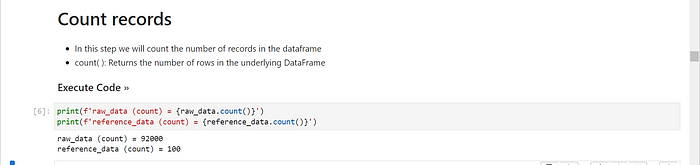 Count records
• In this step we will count the number of records in the dataframe
• count( ): Returns the number of rows in the underlying DataFrame
Execute Code »
[6]: print(f'raw_data (count) = {raw_data.count()}')
print(f'reference_data (count) = {reference_data.count()}')
raw_data (count) = 92000
reference_data (count) = 100